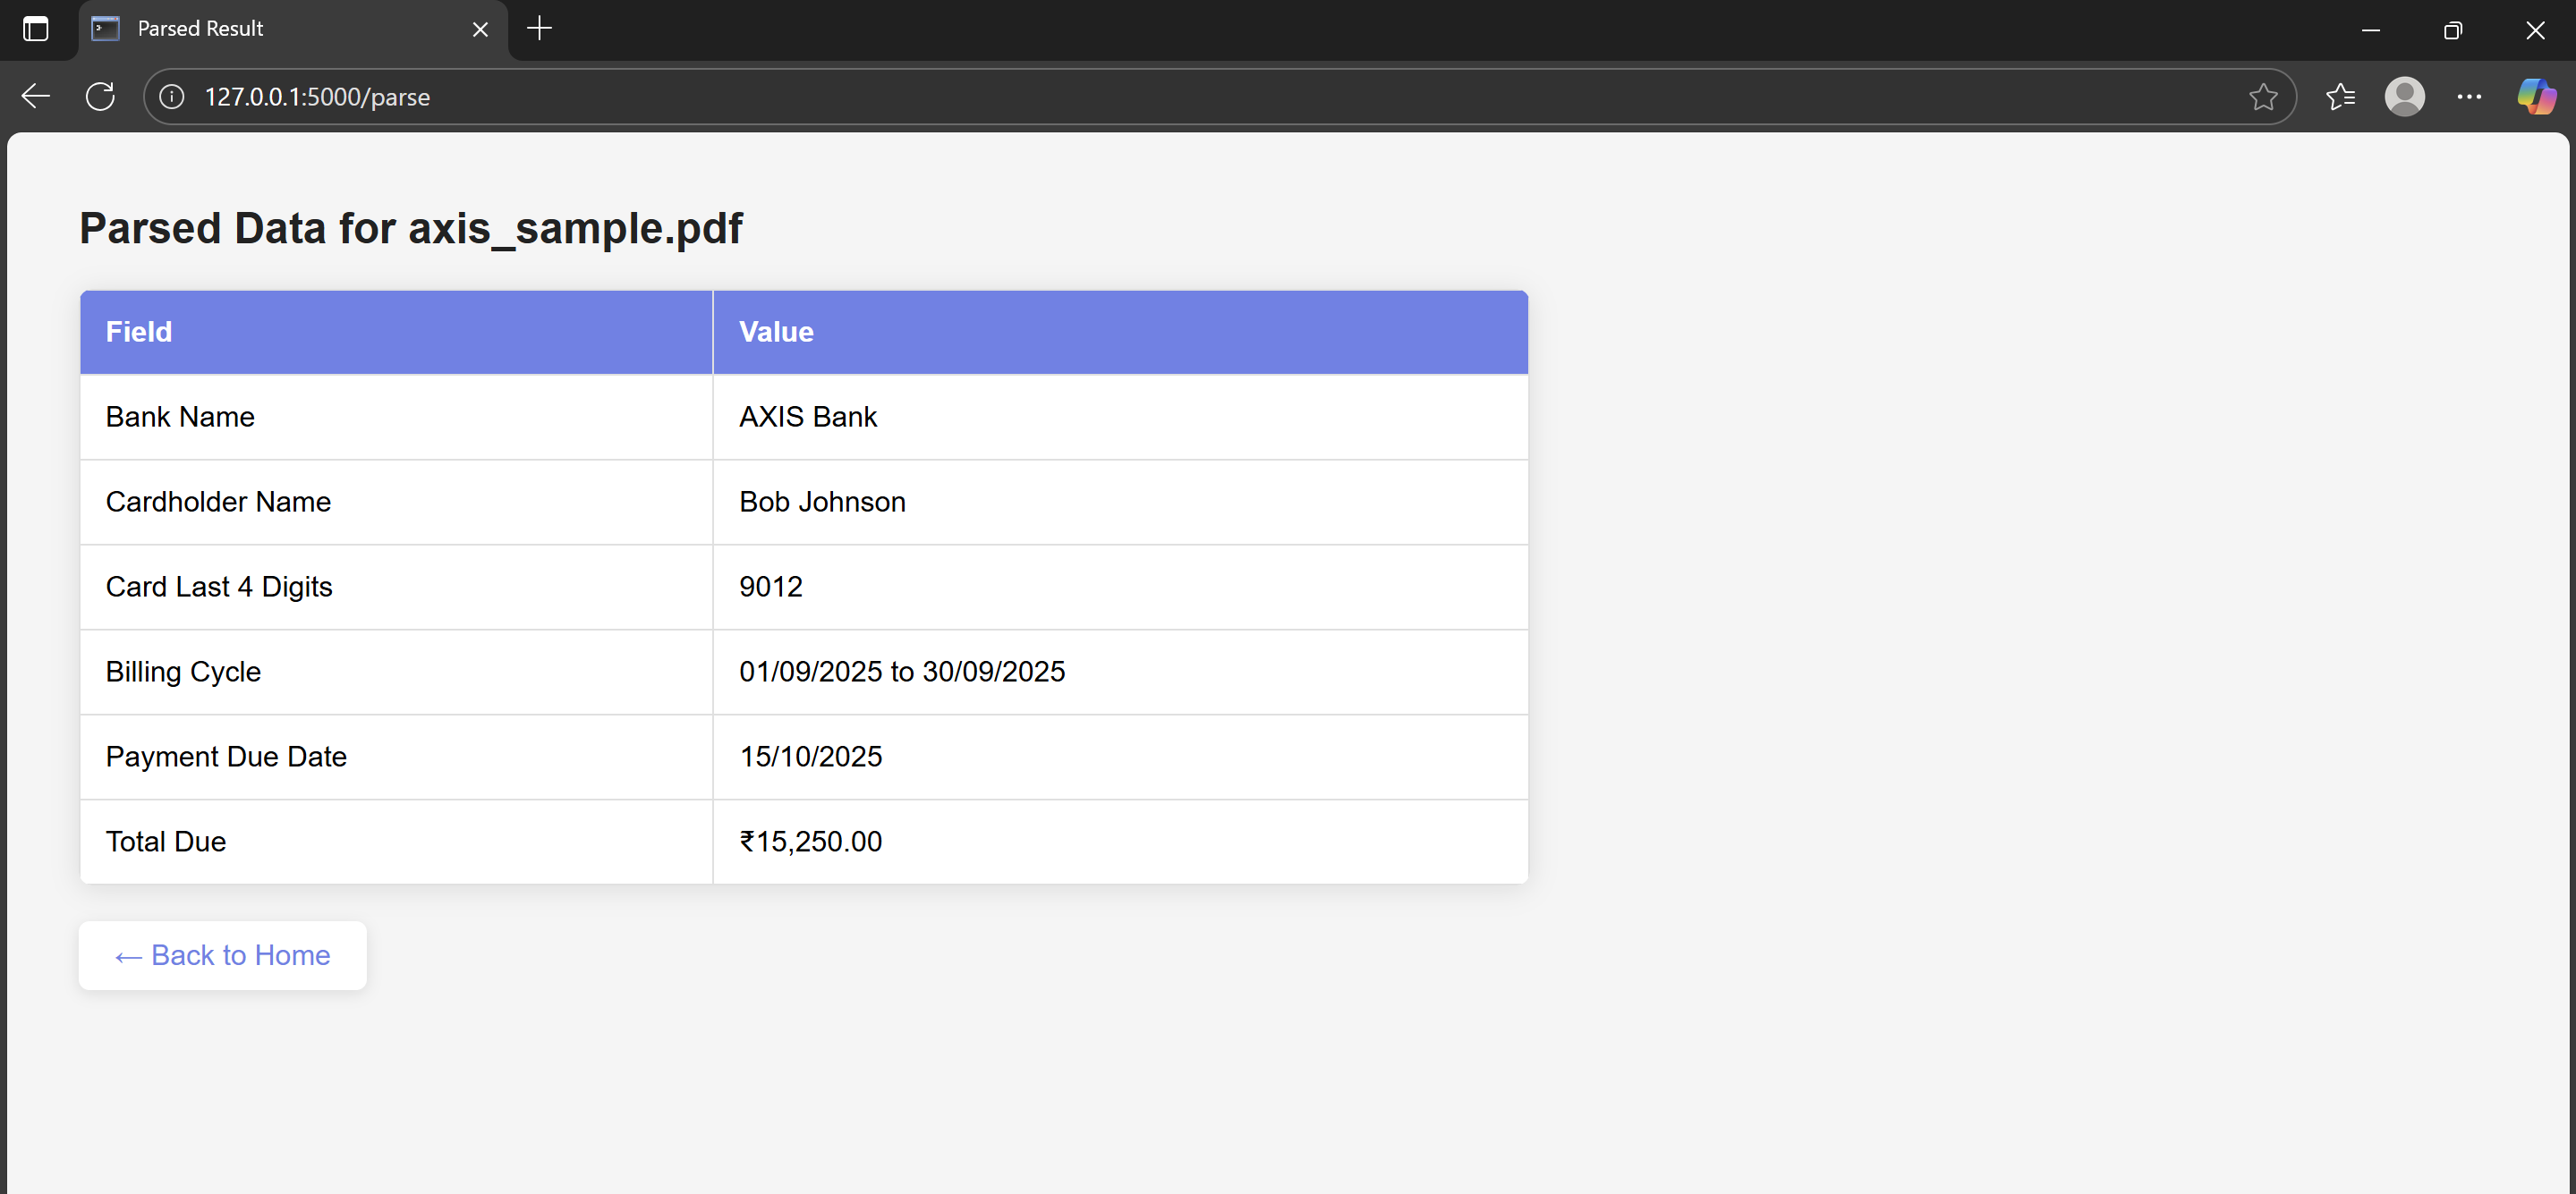 Parsed Result
127.0.0.1:5000/parse
Parsed Data for axis_sample.pdf
Field Value
Bank Name AXIS Bank
Cardholder Name Bob Johnson
Card Last 4 Digits 9012
Billing Cycle 01/09/2025 to 30/09/2025
Payment Due Date 15/10/2025
Total Due ₹15,250.00
← Back to Home